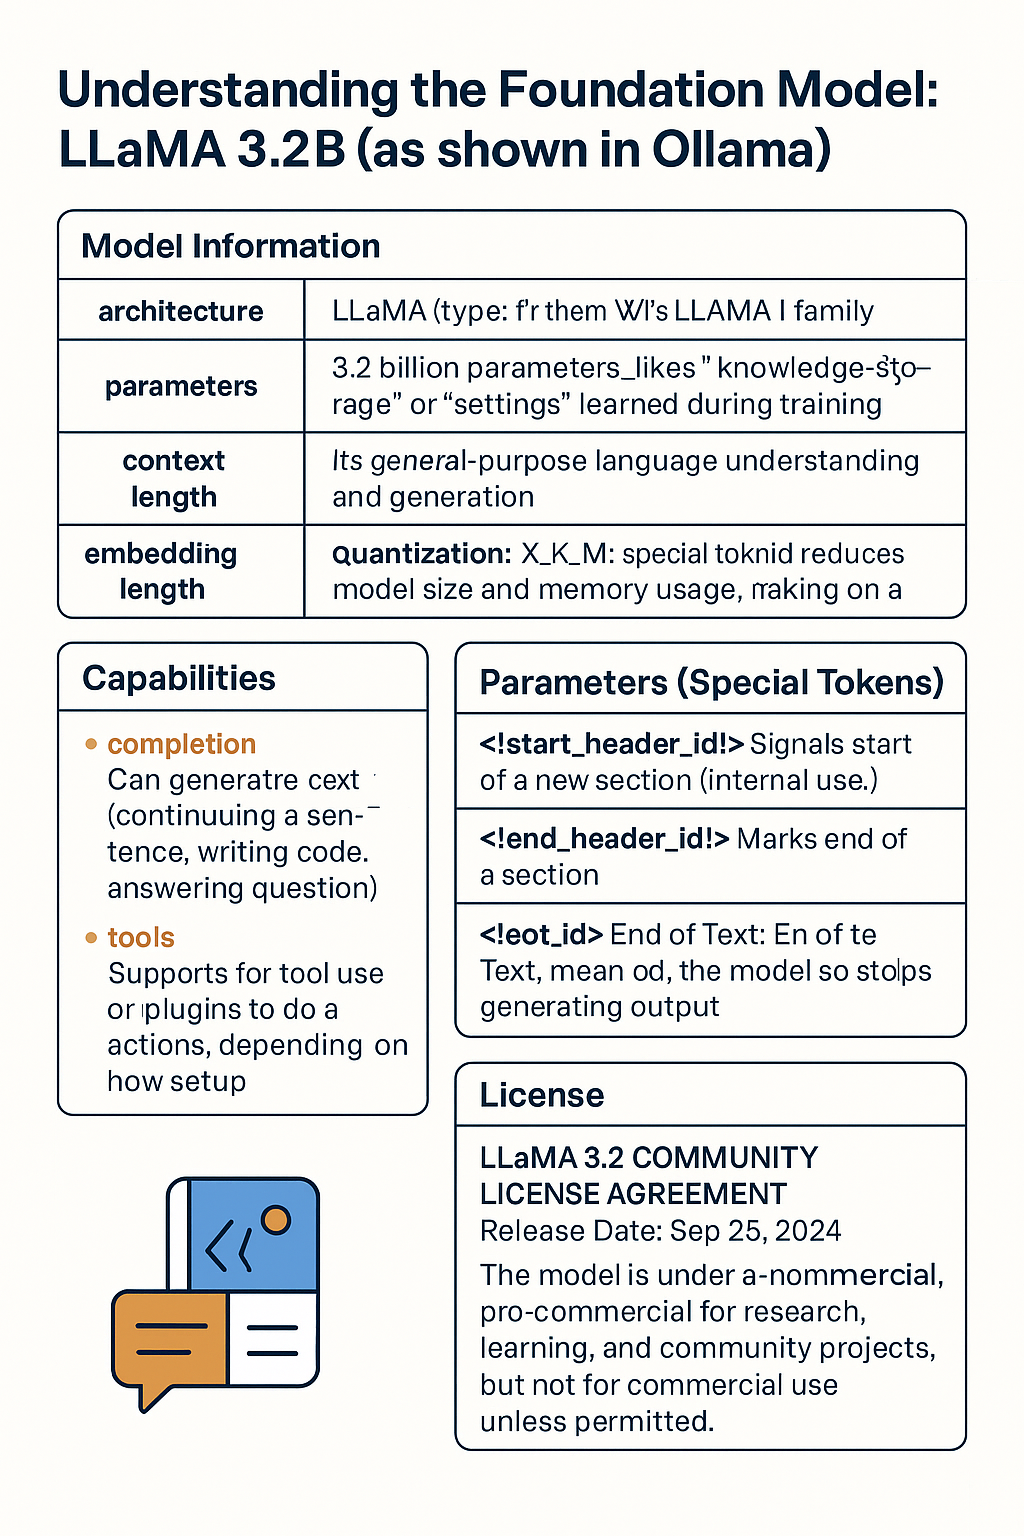 Understanding the Foundation Model:
LLaMA 3.2B (as shown in Ollama)
Model Information
architecture
LLaMA (type: f'r them WI's LLAMA I family
parameters
3.2 billion parameters_likes " knowledge-sto–
rage" or “settings” learned during training
context
length
Its general-purpose language understanding
and generation
embedding
length
Quantization: X_K_M: special toknid reduces
model size and memory usage, making on a
Capabilities
• completion
Can generatre cext
(continuuing a sen-
tence, writing code.
answering question)
• tools
Supports for tool use
or plugins to do a
actions, depending on
how setup
Parameters (Special Tokens)
<!start_header_id!> Signals start
of a new section (internal use.)
<!end_header_id!> Marks end of
a section
<!eot_id> End of Text: En of te
Text, mean od, the model so stolps
generating output
License
LLaMA 3.2 COMMUNITY
LICENSE AGREEMENT
Release Date: Sep 25, 2024
The model is under a-nommercial,
pro-commercial for research,
learning, and community projects,
but not for commercial use
unless permitted.